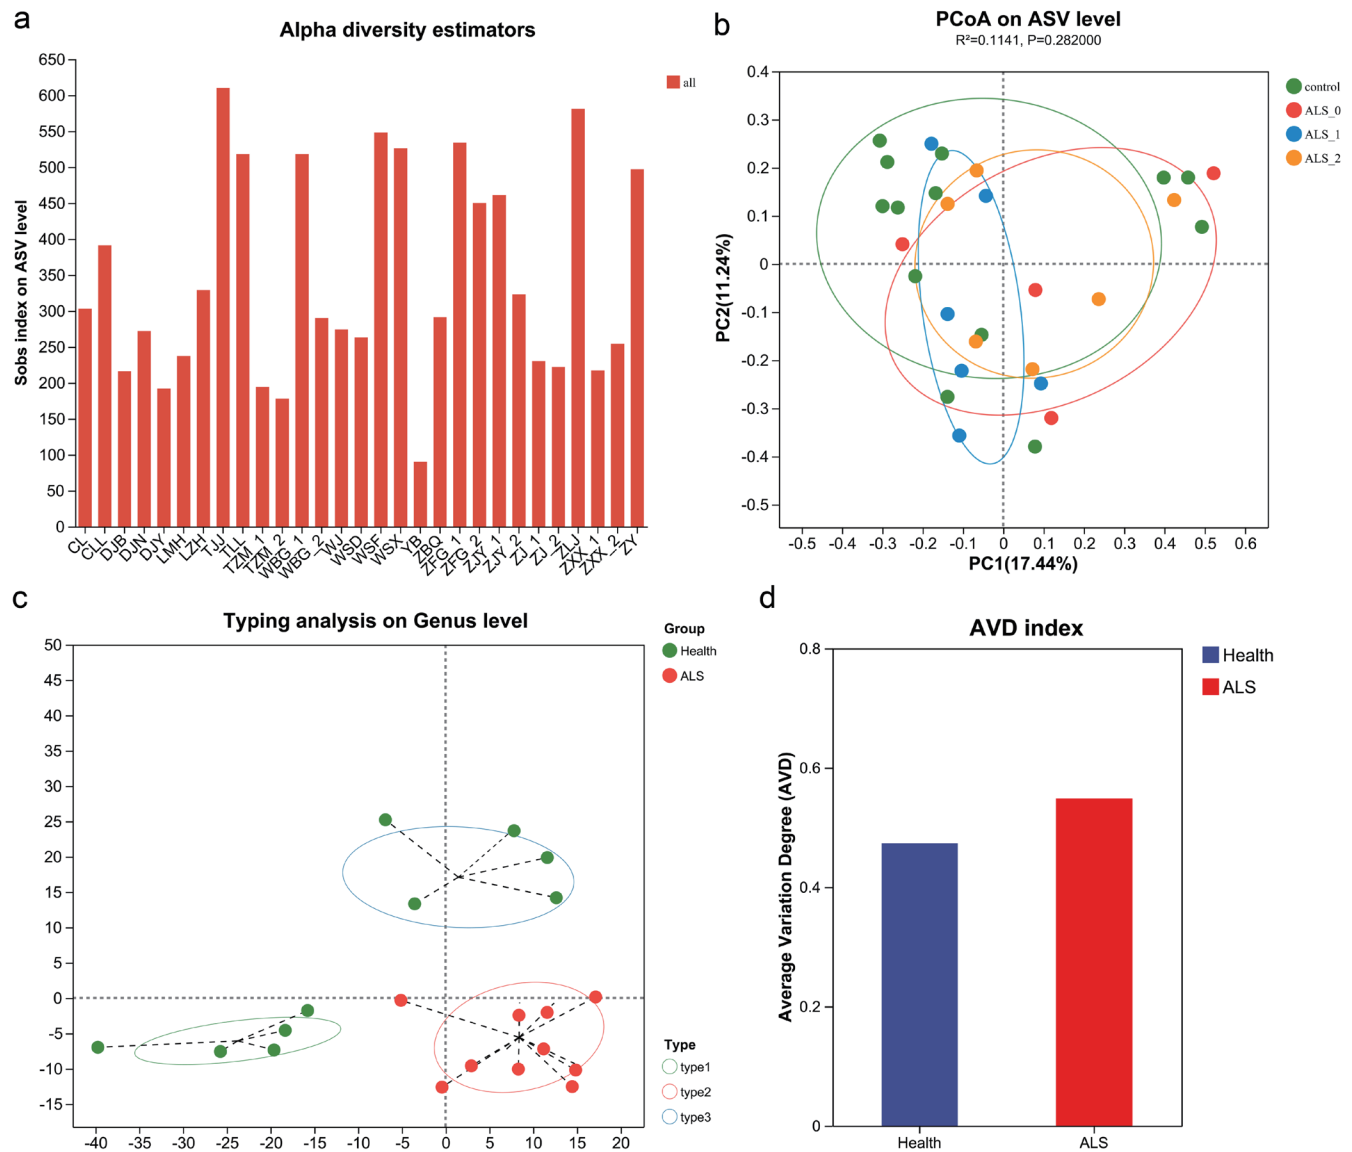 a
Alpha diversity estimators
Sobs index on ASV level
650
600
550
500
450
400
350
300
250
200
150
100
50
0
CL
CLL
DJB
DJN
DJY
LMH
LZH
TJJ
TLL
TZM_1
TZM_2
WBG_1
WBG_2
WJ
WSD
WSF
WSX
YB
ZBQ
ZFG_1
ZFG_2
ZJY_1
ZJY_2
ZJ_1
ZJ_2
ZLJ
ZXX_1
ZXX_2
ZY
all
b
PCoA on ASV level
R²=0.1141, P=0.282000
PC2(11.24%)
0.4
0.3
0.2
0.1
0
-0.1
-0.2
-0.3
-0.4
-0.5
-0.5 -0.4 -0.3 -0.2 -0.1 0 0.1 0.2 0.3 0.4 0.5 0.6
PC1(17.44%)
control
ALS_0
ALS_1
ALS_2
c
Typing analysis on Genus level
50
45
40
35
30
25
20
15
10
5
0
-5
-10
-15
-40 -35 -30 -25 -20 -15 -10 -5 0 5 10 15 20
Group
Health
ALS
Type
type1
type2
type3
d
AVD index
Average Variation Degree (AVD)
0.8
0.6
0.4
0.2
0
Health ALS
Health
ALS